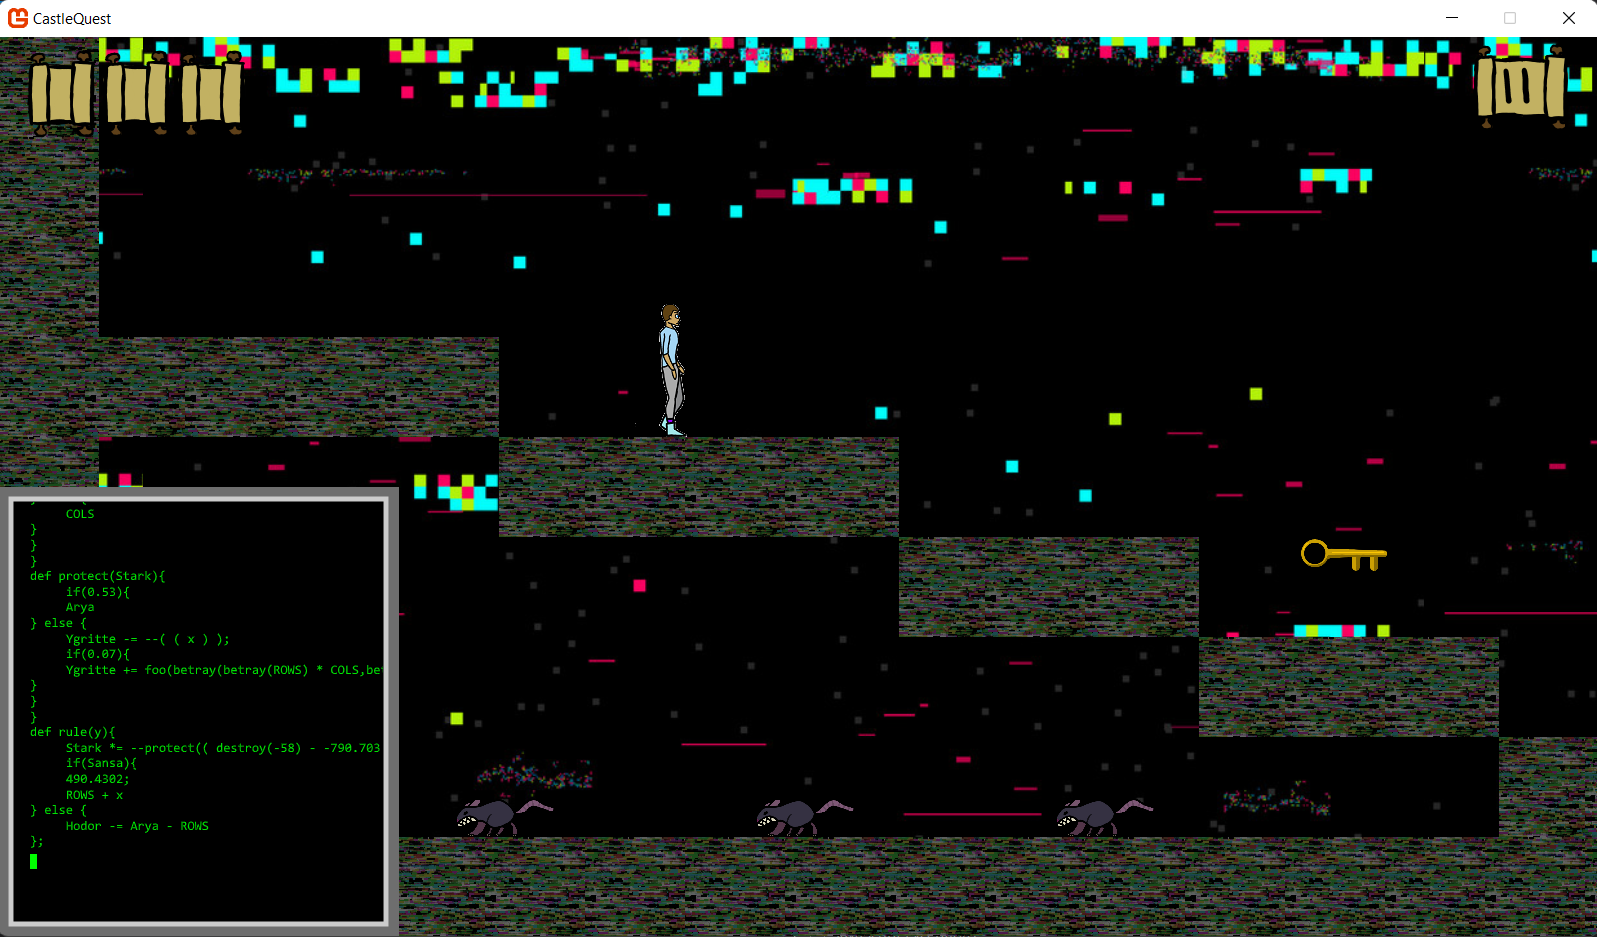 CastleQuest
COLS
}
}
}
def protect(Stark){
if(0.53){
Arya
} else {
Ygritte -= --( ( x ) );
if(0.07){
Ygritte += foo(betray(betray(ROWS) * COLS,be
}
}
}
def rule(y){
Stark *= --protect(( destroy(-58) - -790.703
if(Sansa){
490.4302;
ROWS + x
} else {
Hodor -= Arya - ROWS
};